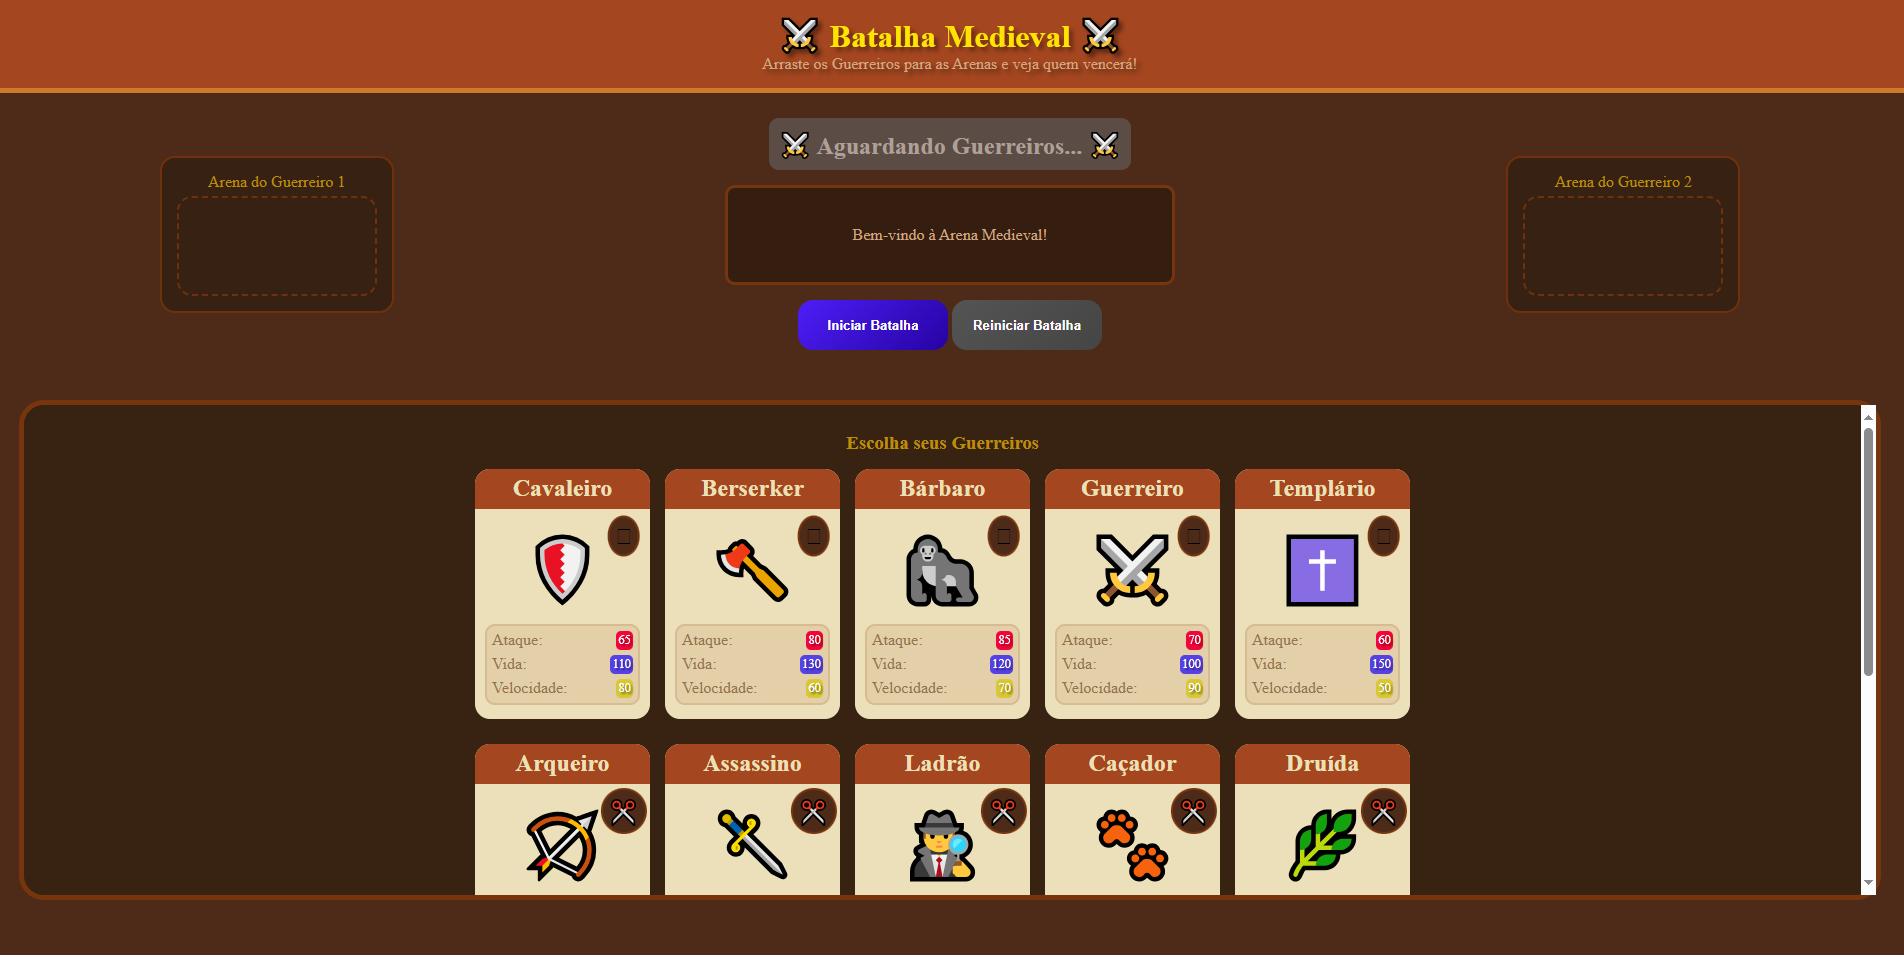 Batalha Medieval
Arraste os Guerreiros para as Arenas e veja quem vencerá!
Aguardando Guerreiros...
Arena do Guerreiro 1
Arena do Guerreiro 2
Bem-vindo à Arena Medieval!
Iniciar Batalha
Reiniciar Batalha
Escolha seus Guerreiros
Cavaleiro
Ataque: 65
Vida: 110
Velocidade: 80
Berserker
Ataque: 80
Vida: 130
Velocidade: 60
Bárbaro
Ataque: 85
Vida: 120
Velocidade: 70
Guerreiro
Ataque: 70
Vida: 100
Velocidade: 90
Templário
Ataque: 60
Vida: 150
Velocidade: 50
Arqueiro
Assassino
Ladrão
Caçador
Druída